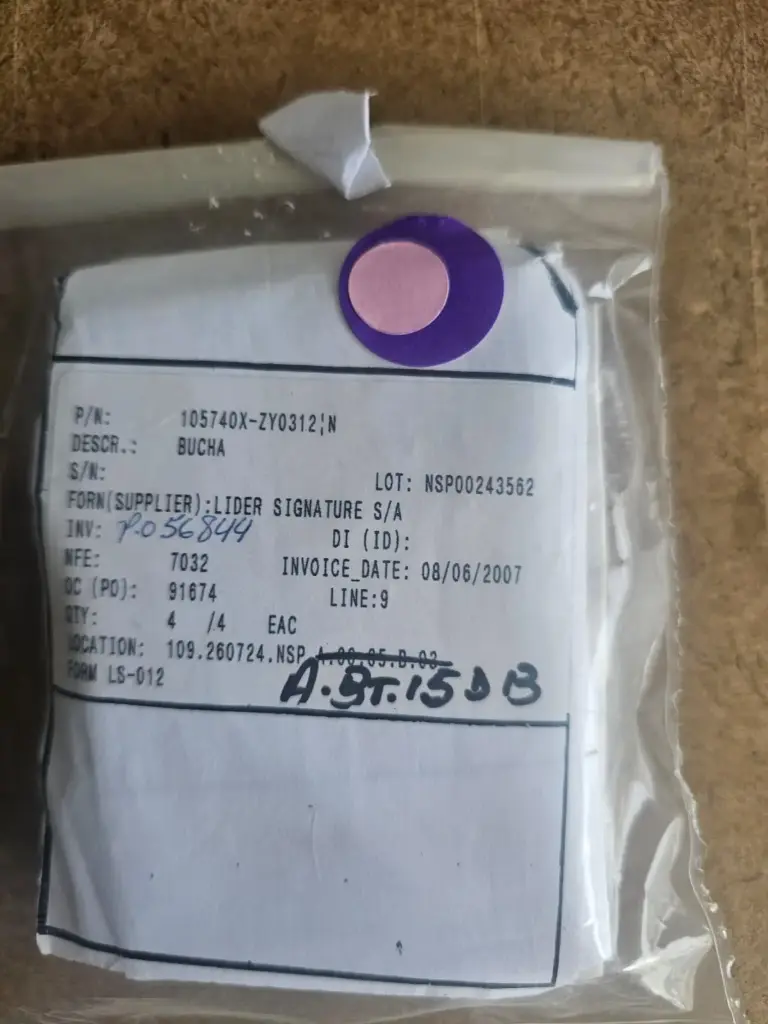 P/N: 105740X-ZY0312¦N
DESCR.: BUCHA
S/N: LOT: NSP00243562
FORN(SUPPLIER):LIDER SIGNATURE S/A
INV: P.056844 DI (ID):
NFE: 7032 INVOICE_DATE: 08/06/2007
OC (PO): 91674 LINE:9
QTY: 4 /4 EAC
LOCATION: 109.260724.NSP
FORM LS-012 A.BT.15DB